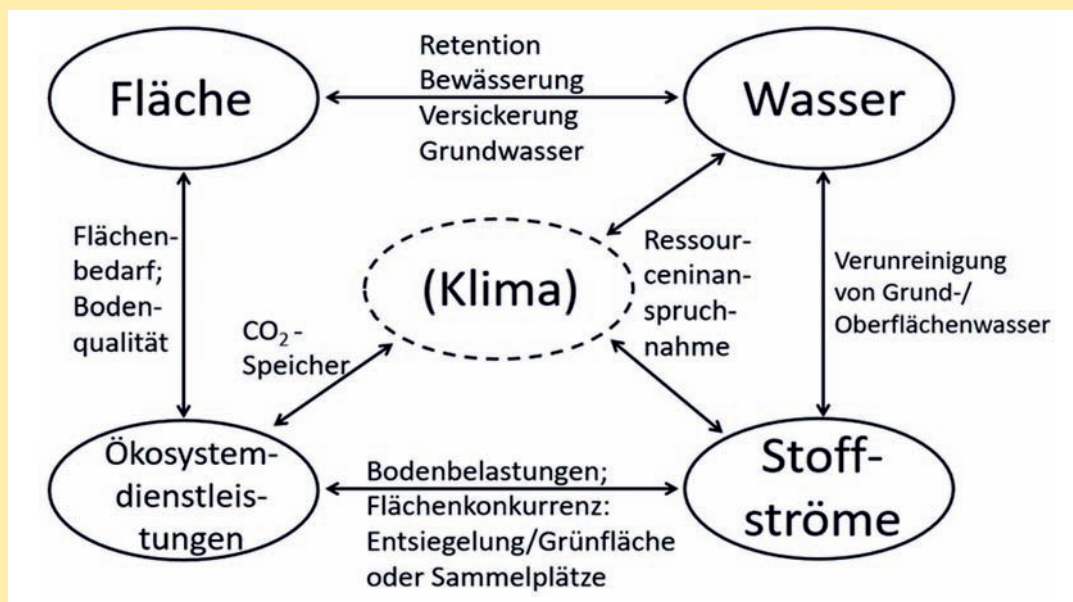 Fläche
Retention
Bewässerung
Versickerung
Grundwasser
Wasser
Flächen-
bedarf;
Boden-
qualität
(Klima)
Ressour-
ceninan-
spruch-
nahme
Verunreinigung
von Grund-/
Oberflächenwasser
CO₂-
Speicher
Ökosystem-
dienstleis-
tungen
Bodenbelastungen;
Flächenkonkurrenz:
Entsiegelung/Grünfläche
oder Sammelplätze
Stoff-
ströme